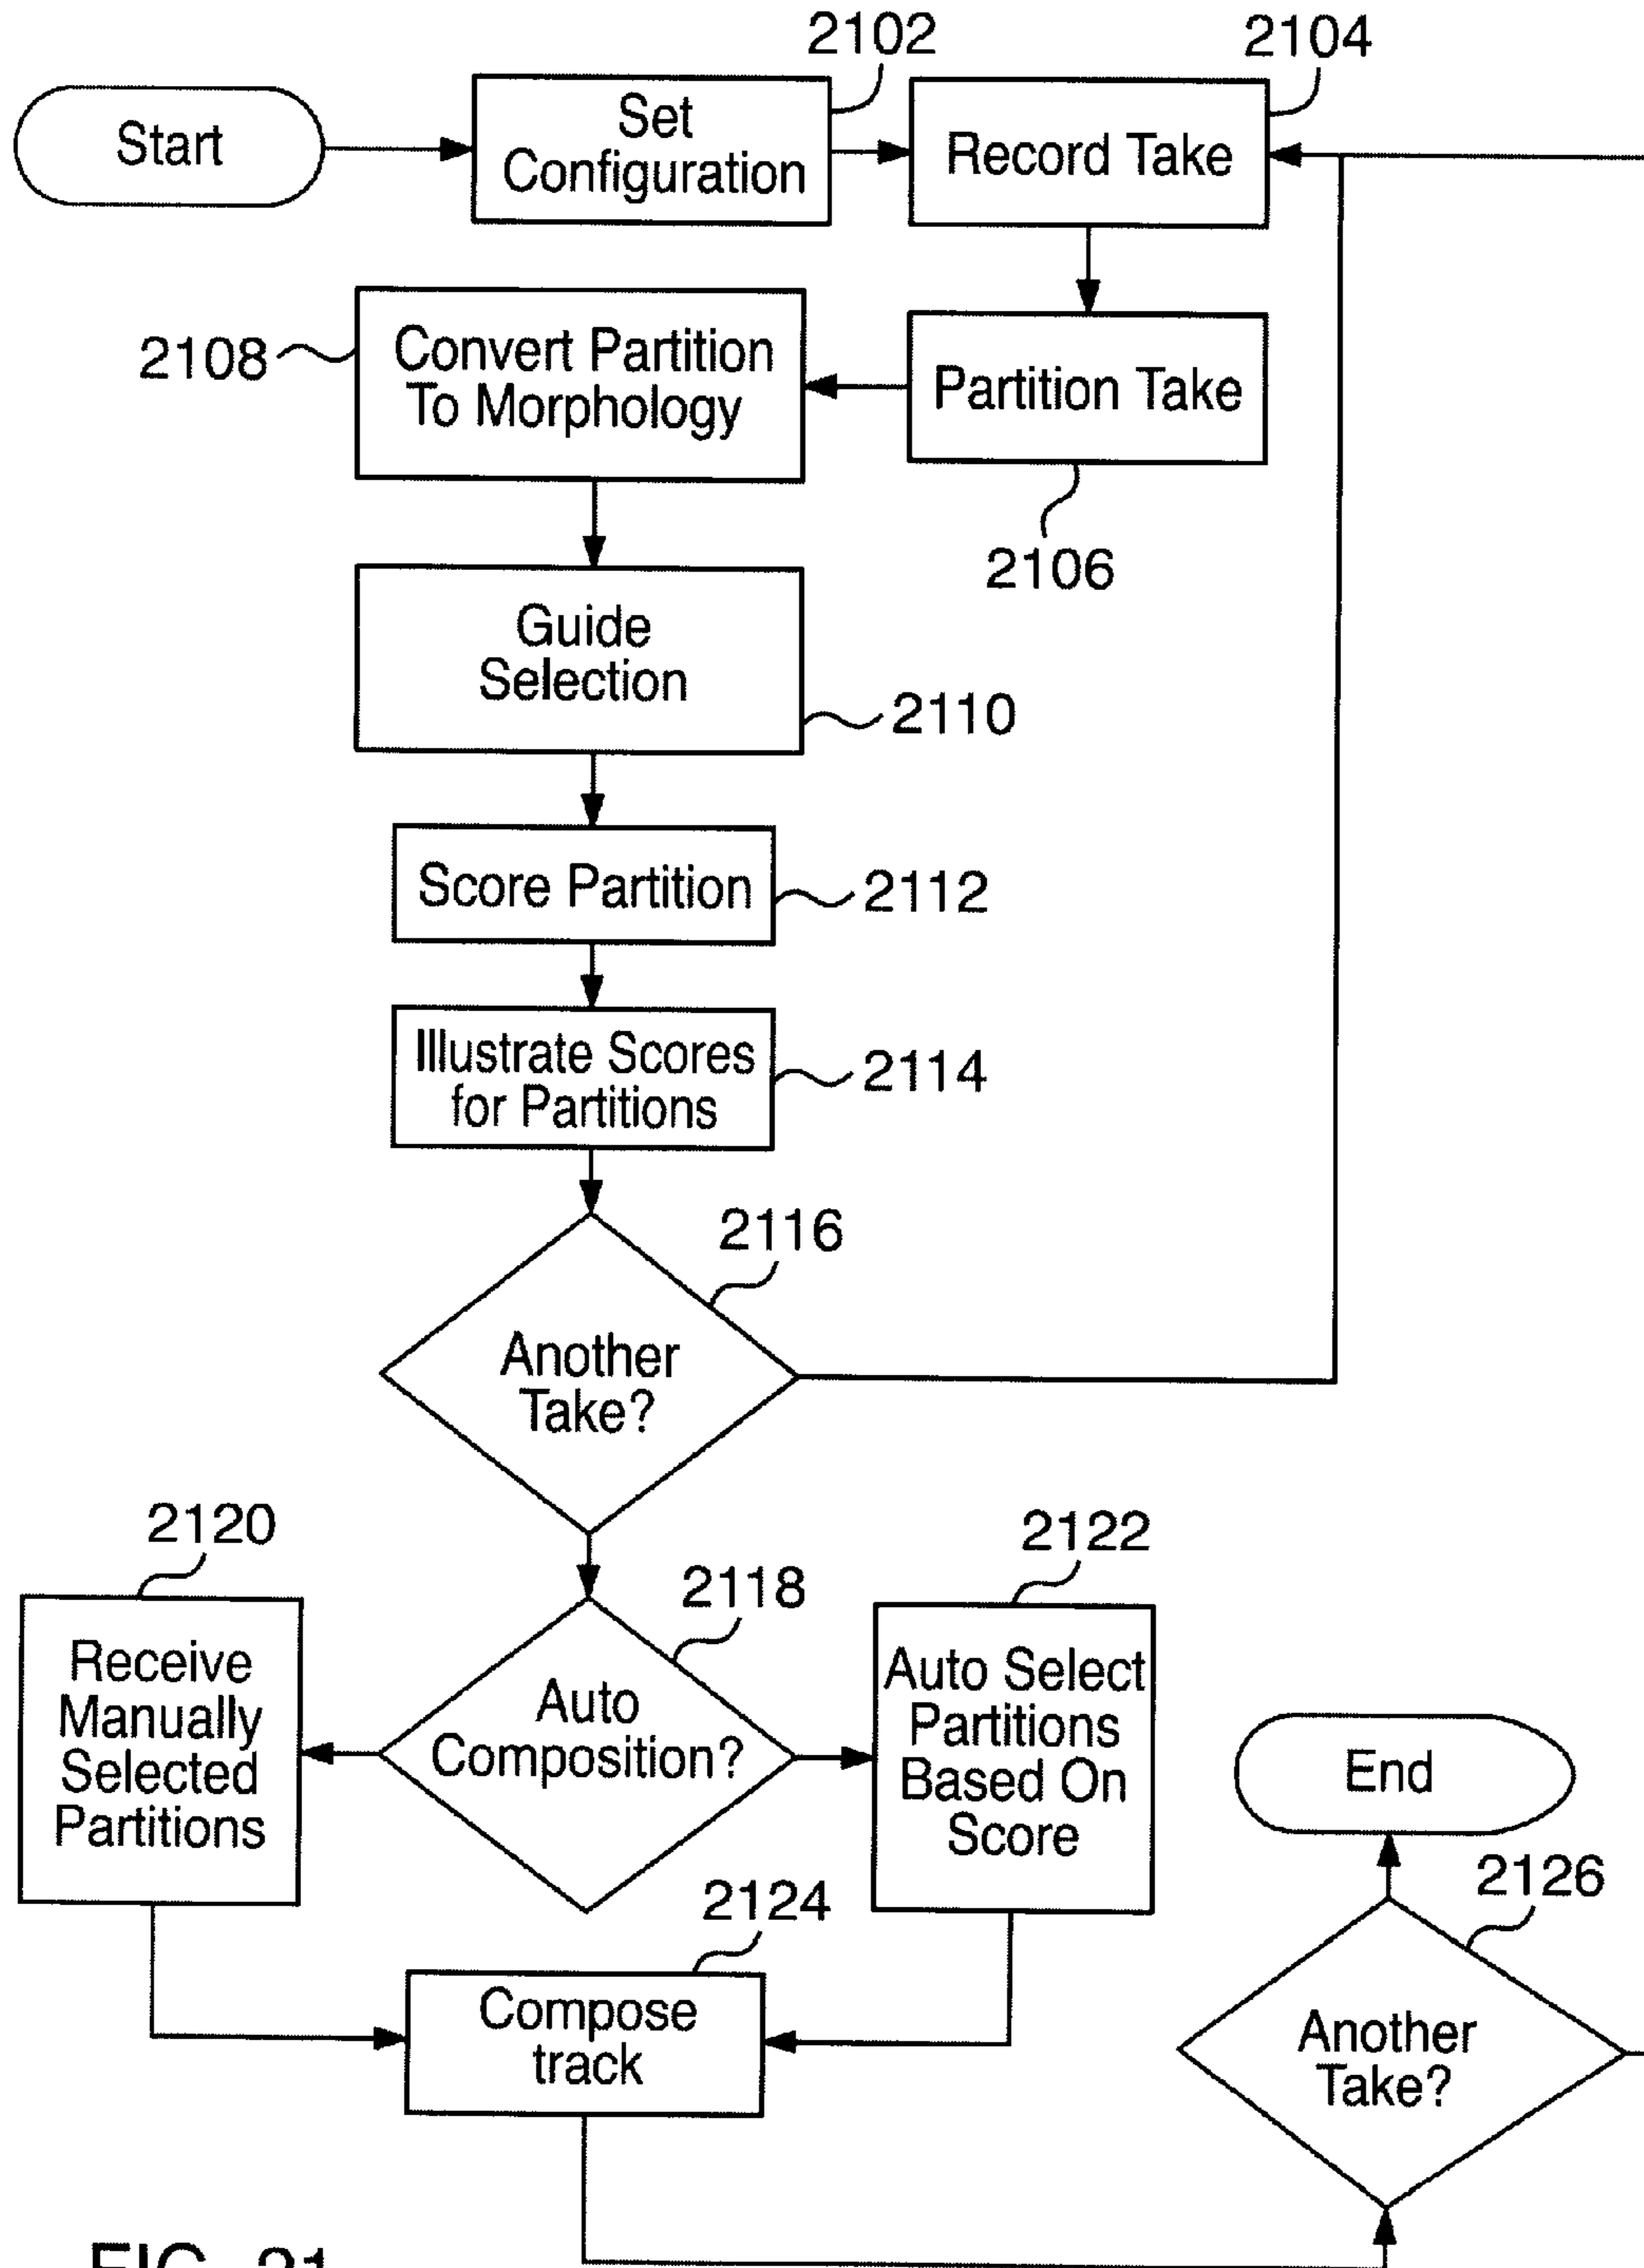 2102
2104
Start
Set
Configuration
Record Take
2108
Convert Partition
To Morphology
Partition Take
2106
Guide
Selection
2110
Score Partition
2112
Illustrate Scores
for Partitions
2114
2116
Another
Take?
2120
2122
2118
Receive
Manually
Selected
Partitions
Auto
Composition?
Auto Select
Partitions
Based On
Score
End
2124
2126
Compose
track
Another
Take?
FIG. 21